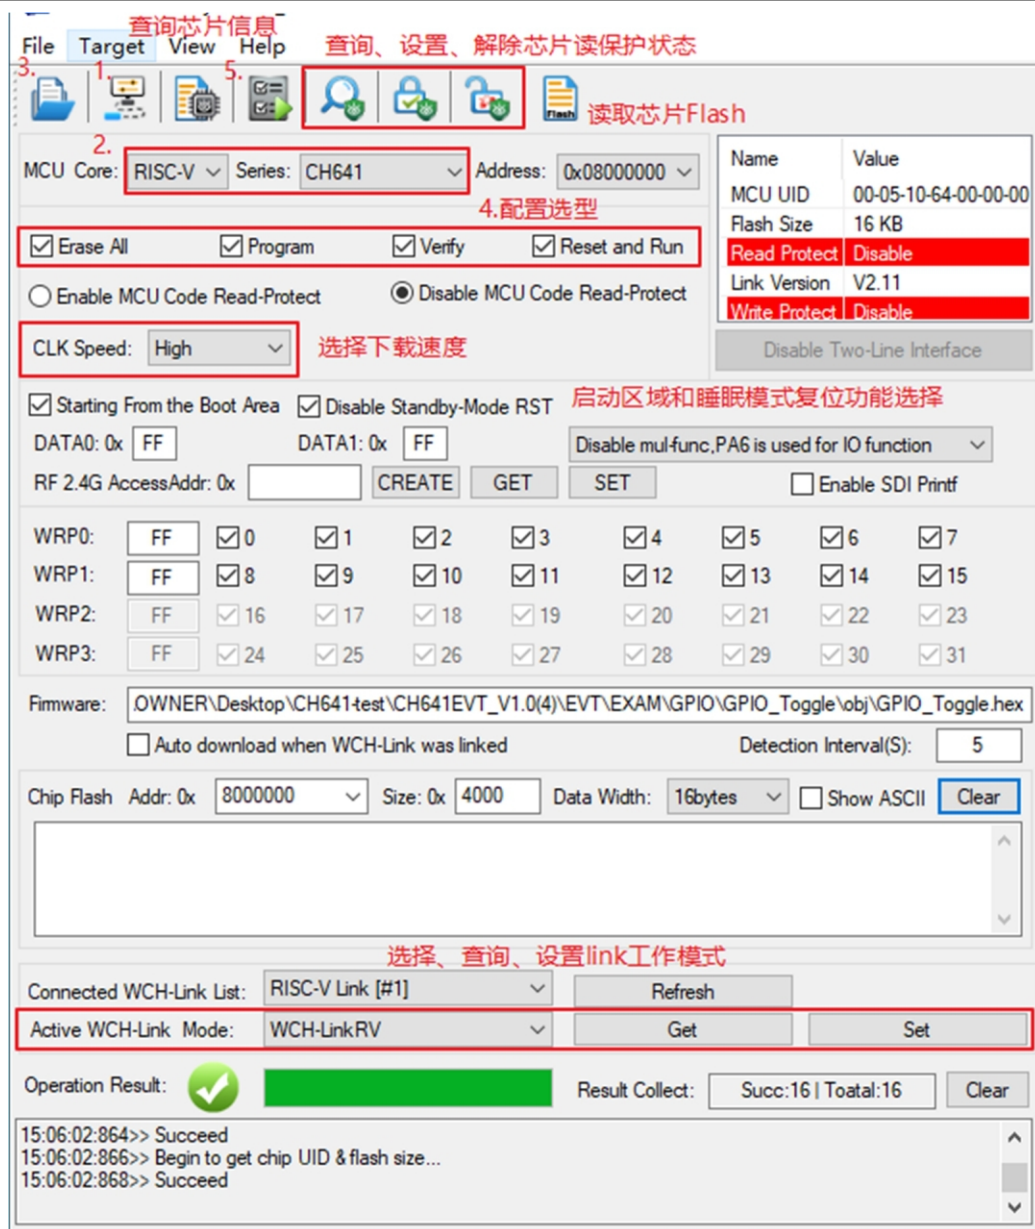 查询芯片信息
File Target View Help
查询、设置、解除芯片读保护状态
3. 1. 5.
Flash
读取芯片Flash
2.
MCU Core: RISC-V Series: CH641 Address: 0x08000000
4.配置选型
Erase All Program Verify Reset and Run
Enable MCU Code Read-Protect Disable MCU Code Read-Protect
CLK Speed: High 选择下载速度
Name Value
MCU UID 00-05-10-64-00-00-00
Flash Size 16 KB
Read Protect Disable
Link Version V2.11
Write Protect Disable
Disable Two-Line Interface
Starting From the Boot Area Disable Standby-Mode RST 启动区域和睡眠模式复位功能选择
DATA0: 0x FF DATA1: 0x FF Disable mul-func,PA6 is used for IO function
RF 2.4G AccessAddr: 0x CREATE GET SET Enable SDI Printf
WRP0: FF 0 1 2 3 4 5 6 7
WRP1: FF 8 9 10 11 12 13 14 15
WRP2: FF 16 17 18 19 20 21 22 23
WRP3: FF 24 25 26 27 28 29 30 31
Firmware: .OWNER\Desktop\CH641-test\CH641EVT_V1.0(4)\EVT\EXAM\GPIO\GPIO_Toggle\obj\GPIO_Toggle.hex
Auto download when WCH-Link was linked Detection Interval(S): 5
Chip Flash Addr: 0x 8000000 Size: 0x 4000 Data Width: 16bytes Show ASCII Clear
选择、查询、设置link工作模式
Connected WCH-Link List: RISC-V Link [#1] Refresh
Active WCH-Link Mode: WCH-LinkRV Get Set
Operation Result: Result Collect: Succ:16 | Toatal:16 Clear
15:06:02:864>> Succeed
15:06:02:866>> Begin to get chip UID & flash size...
15:06:02:868>> Succeed